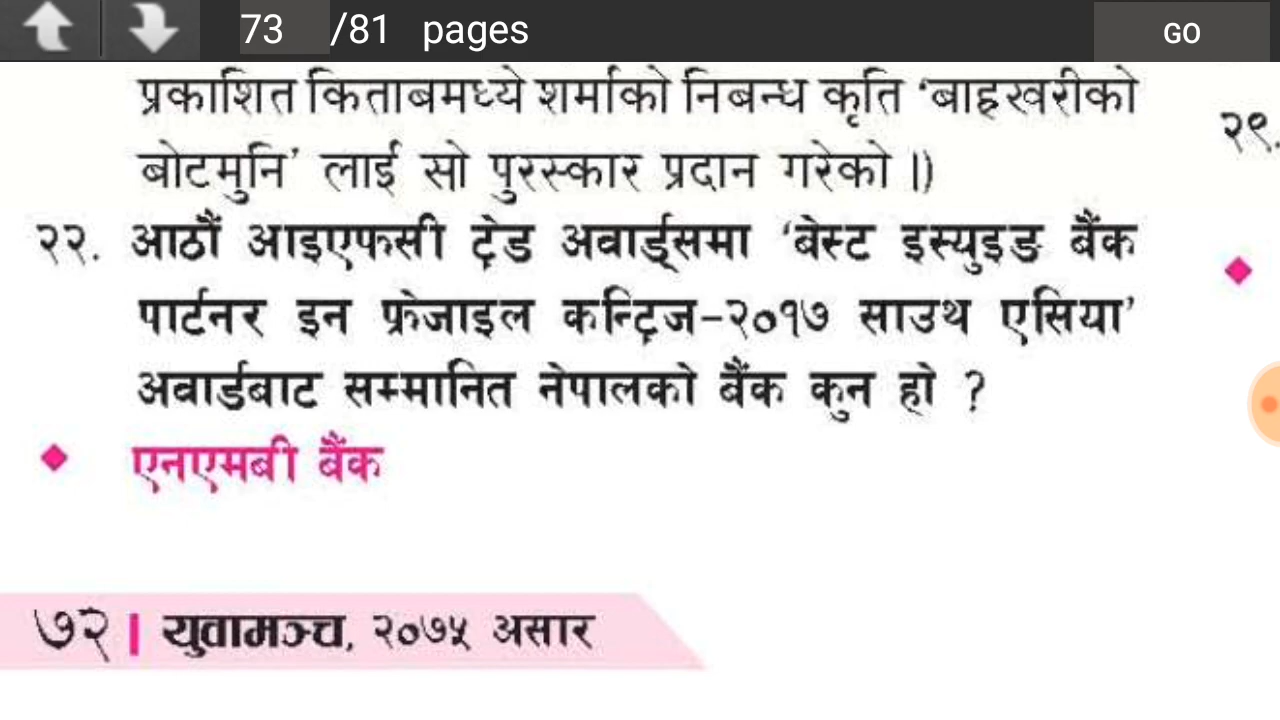 73 /81 pages GO
प्रकाशित किताबमध्ये शर्माको निबन्ध कृति 'बाह्रखरीको
बोटमुनि' लाई सो पुरस्कार प्रदान गरेको ।)
२२. आठौं आइएफसी ट्रेड अवार्ड्समा 'बेस्ट इस्युइङ बैंक
पार्टनर इन फ्रेजाइल कन्ट्रिज-२०१७ साउथ एसिया'
अवार्डबाट सम्मानित नेपालको बैंक कुन हो ?
◆ एनएमबी बैंक
७२ | युवामञ्च, २०७५ असार
२९.
◆